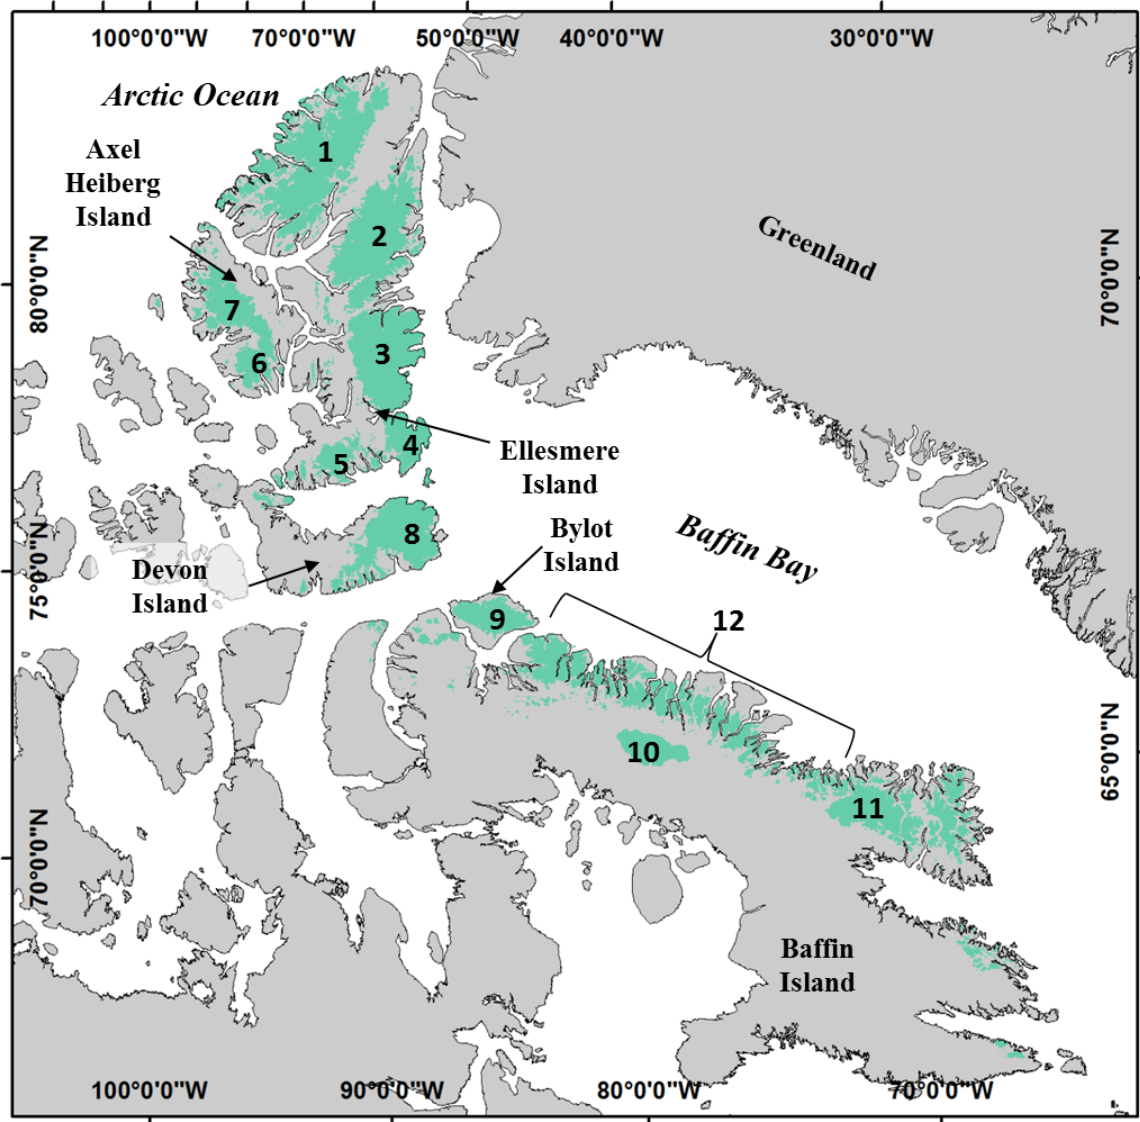 100°0'0"W
70°0'0"W
50°0'0"W
40°0'0"W
30°0'0"W
Arctic Ocean
1
Axel
Heiberg
Island
2
Greenland
80°0'0"N
70°0'0"N
7
3
6
4
5
Ellesmere
Island
8
Bylot
Island
Baffin Bay
75°0'0"N
Devon
Island
9
12
10
65°0'0"N
11
70°0'0"N
Baffin
Island
100°0'0"W
90°0'0"W
80°0'0"W
70°0'0"W